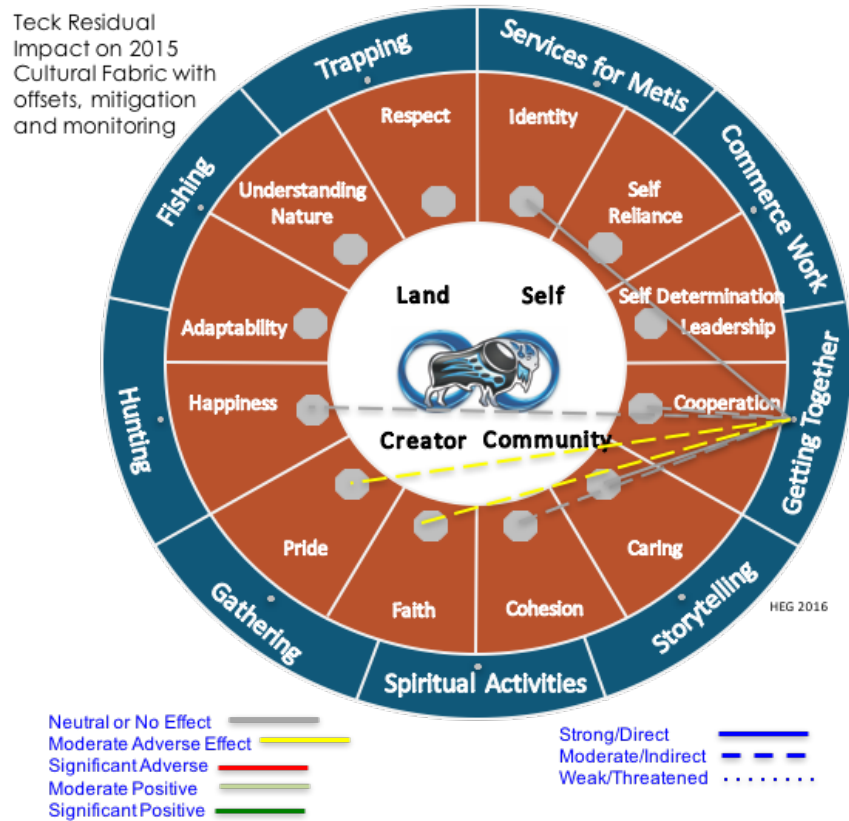 Teck Residual
Impact on 2015
Cultural Fabric with
offsets, mitigation
and monitoring
Trapping
Services for Metis
Commerce Work
Getting Together
Storytelling
Spiritual Activities
Gathering
Hunting
Fishing
Respect
Identity
Self
Reliance
Self Determination
Leadership
Cooperation
Caring
Cohesion
Faith
Pride
Happiness
Adaptability
Understanding
Nature
Land
Self
Creator
Community
HEG 2016
Neutral or No Effect
Moderate Adverse Effect
Significant Adverse
Moderate Positive
Significant Positive
Strong/Direct
Moderate/Indirect
Weak/Threatened